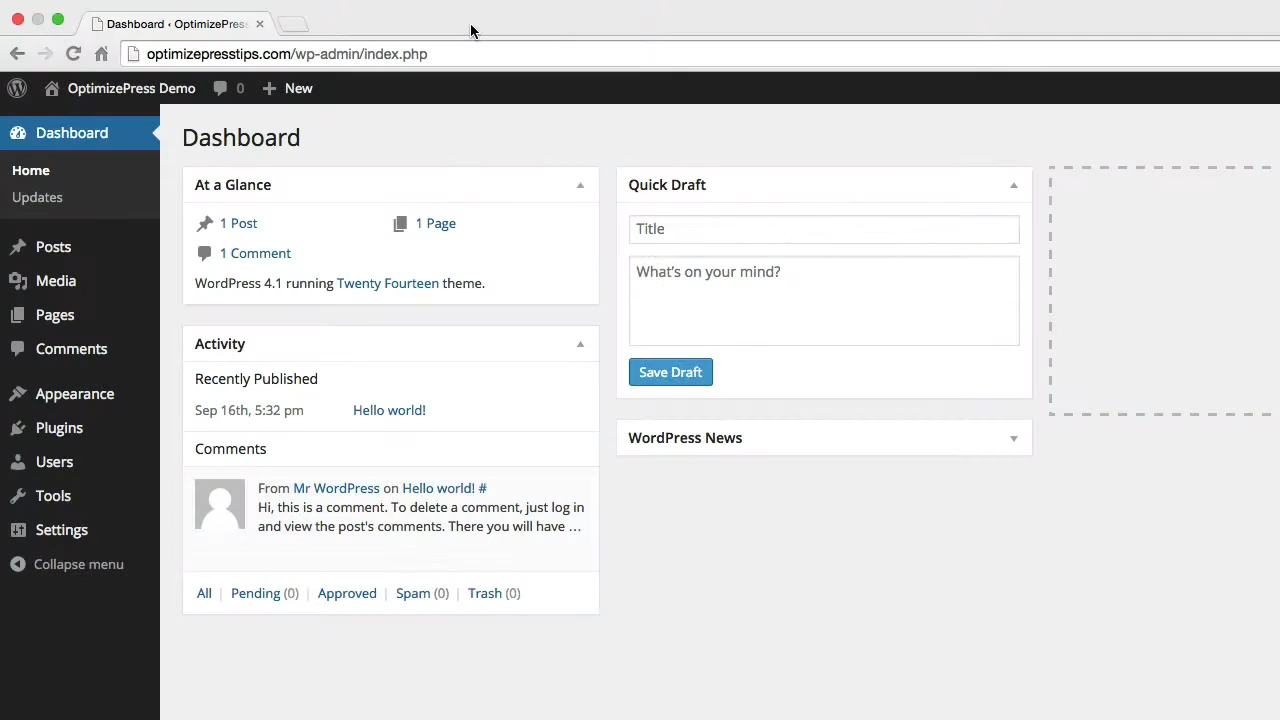 Dashboard ‹ OptimizePress
optimizepresstips.com/wp-admin/index.php
OptimizePress Demo 0 New
Dashboard
Home
Updates
Posts
Media
Pages
Comments
Appearance
Plugins
Users
Tools
Settings
Collapse menu
Dashboard
At a Glance
1 Post 1 Page
1 Comment
WordPress 4.1 running Twenty Fourteen theme.
Activity
Recently Published
Sep 16th, 5:32 pm Hello world!
Comments
From Mr WordPress on Hello world! #
Hi, this is a comment. To delete a comment, just log in
and view the post's comments. There you will have …
All | Pending (0) | Approved | Spam (0) | Trash (0)
Quick Draft
Title
What's on your mind?
Save Draft
WordPress News